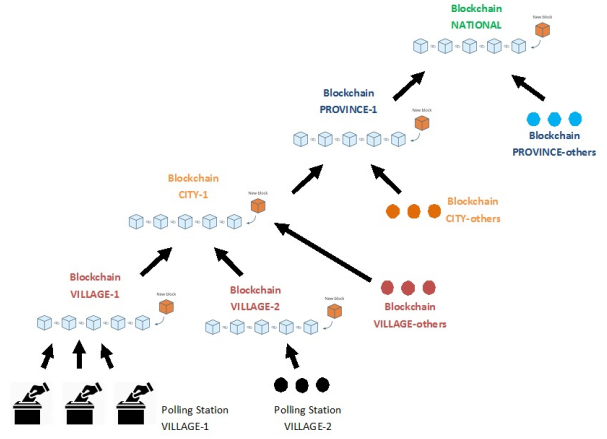 Blockchain
NATIONAL
New block
Blockchain
PROVINCE-1
New block
Blockchain
PROVINCE-others
Blockchain
CITY-1
New block
Blockchain
CITY-others
Blockchain
VILLAGE-1
New block
Blockchain
VILLAGE-2
New block
Blockchain
VILLAGE-others
Polling Station
VILLAGE-1
Polling Station
VILLAGE-2